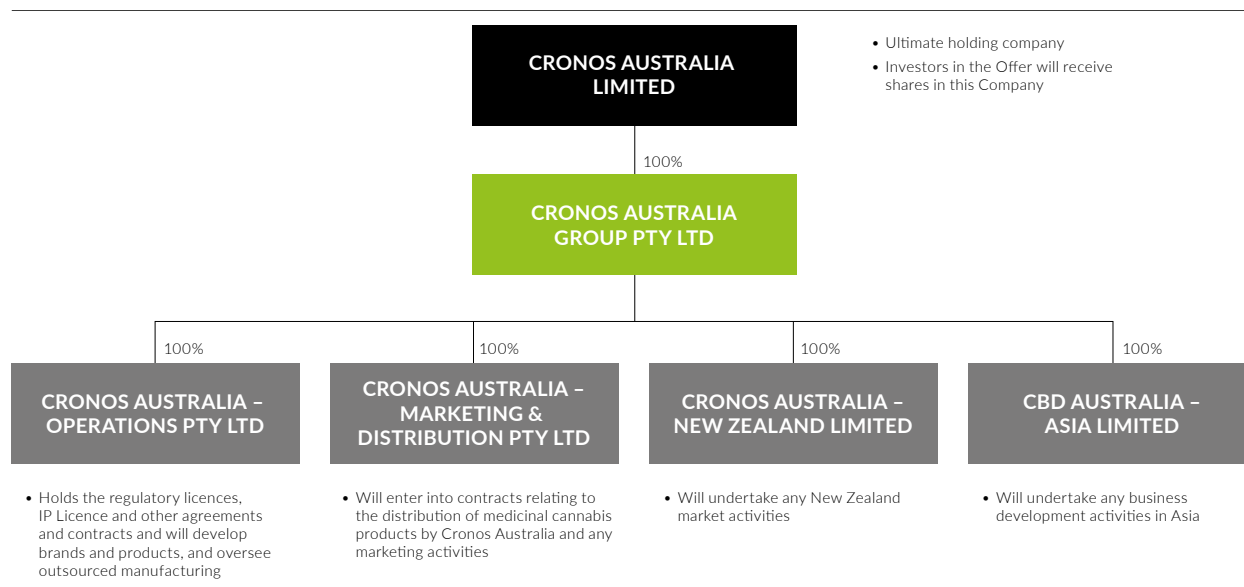 CRONOS AUSTRALIA
LIMITED
• Ultimate holding company
• Investors in the Offer will receive
shares in this Company
100%
CRONOS AUSTRALIA
GROUP PTY LTD
100%
100%
100%
100%
CRONOS AUSTRALIA –
OPERATIONS PTY LTD
CRONOS AUSTRALIA –
MARKETING &
DISTRIBUTION PTY LTD
CRONOS AUSTRALIA –
NEW ZEALAND LIMITED
CBD AUSTRALIA –
ASIA LIMITED
• Holds the regulatory licences,
IP Licence and other agreements
and contracts and will develop
brands and products, and oversee
outsourced manufacturing
• Will enter into contracts relating to
the distribution of medicinal cannabis
products by Cronos Australia and any
marketing activities
• Will undertake any New Zealand
market activities
• Will undertake any business
development activities in Asia